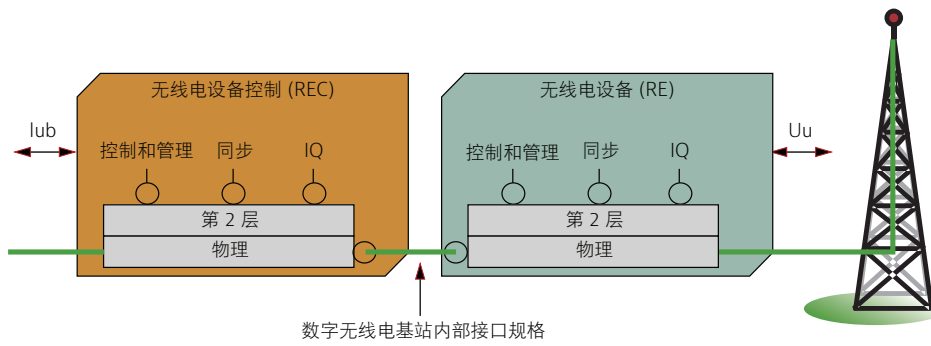 无线电设备控制 (REC)
无线电设备 (RE)
Iub
Uu
控制和管理
同步
IQ
控制和管理
同步
IQ
第 2 层
第 2 层
物理
物理
数字无线电基站内部接口规格